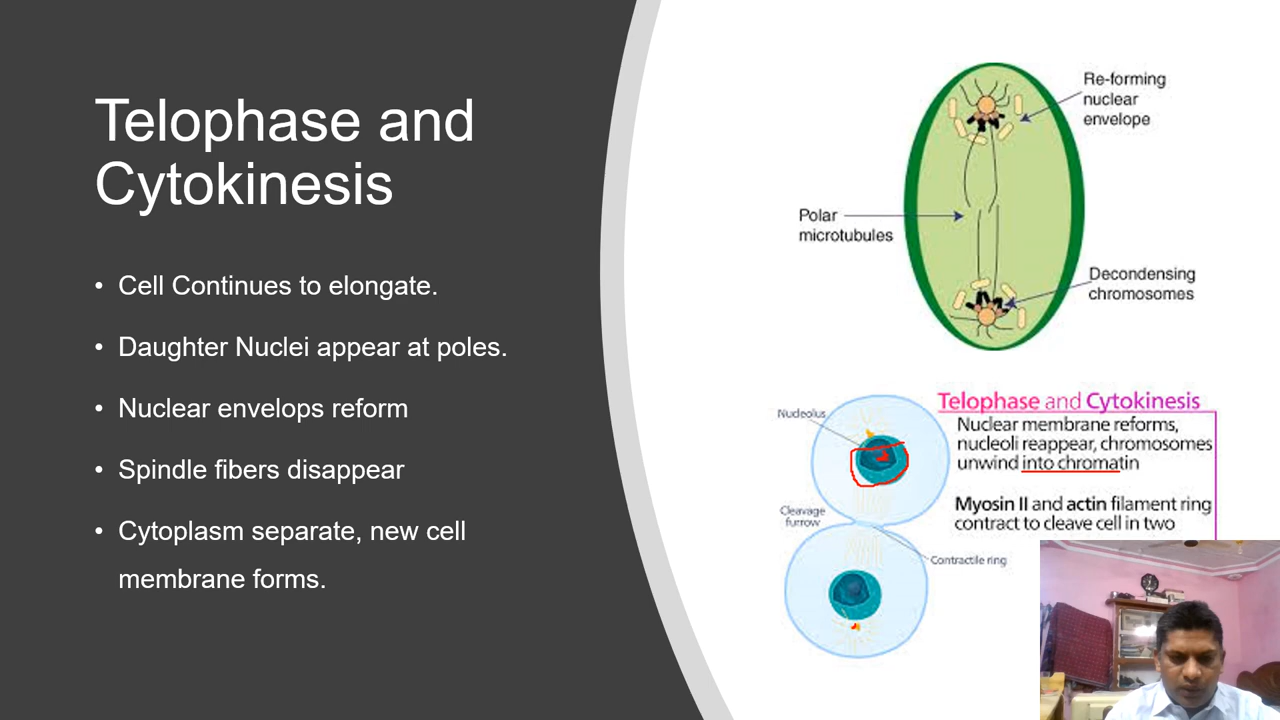 Telophase and
Cytokinesis
• Cell Continues to elongate.
• Daughter Nuclei appear at poles.
• Nuclear envelops reform
• Spindle fibers disappear
• Cytoplasm separate, new cell
membrane forms.
Re-forming
nuclear
envelope
Polar
microtubules
Decondensing
chromosomes
Telophase and Cytokinesis
Nucleolus
Nuclear membrane reforms,
nucleoli reappear, chromosomes
unwind into chromatin
Myosin II and actin filament ring
contract to cleave cell in two
Cleavage
furrow
Contractile ring